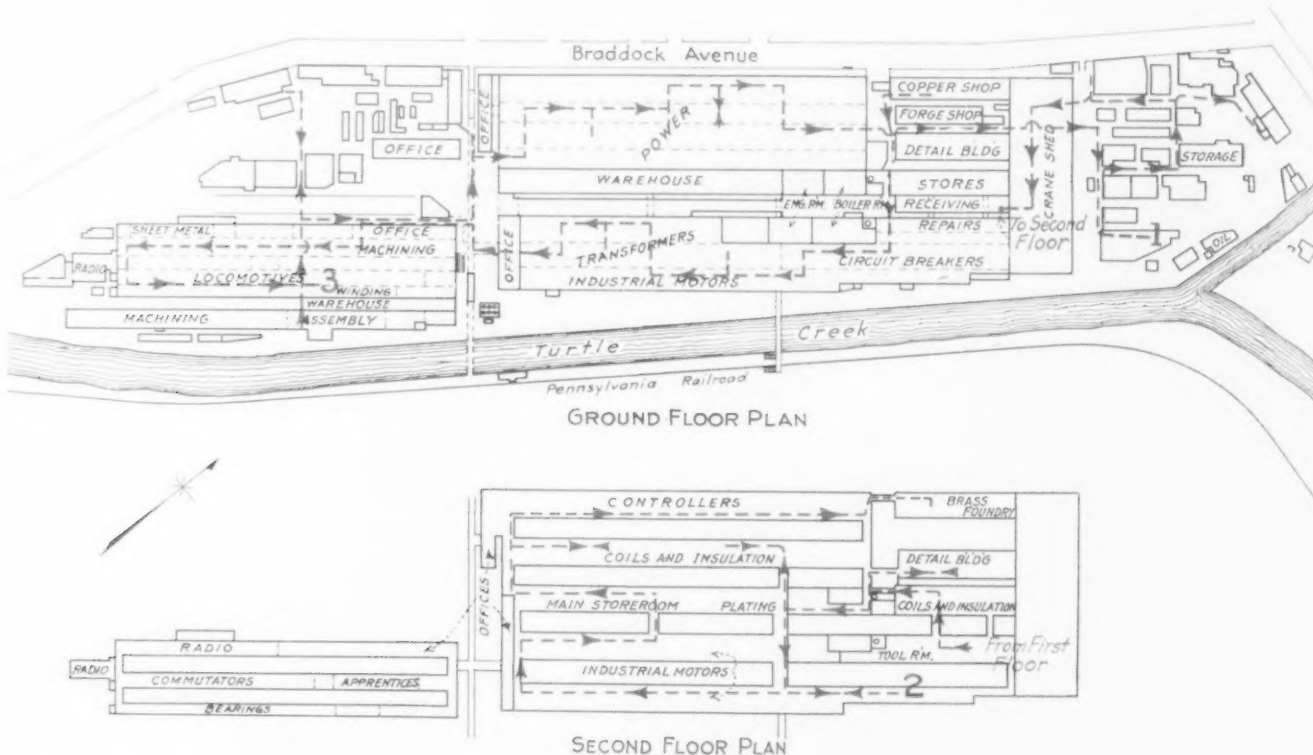 Braddock Avenue
OFFICE
OFFICE
POWER
COPPER SHOP
FORGE SHOP
DETAIL BLDG
CRANE SHED
STORAGE
WAREHOUSE
STORES
ENG. RM.
BOILER RM.
RECEIVING
SHEET METAL
OFFICE
MACHINING
OFFICE
TRANSFORMERS
REPAIRS
To Second
Floor
OIL
RADIO
LOCOMOTIVES
3
WINDING
CIRCUIT BREAKERS
INDUSTRIAL MOTORS
WAREHOUSE
MACHINING
ASSEMBLY
Turtle Creek
Pennsylvania Railroad
GROUND FLOOR PLAN
CONTROLLERS
BRASS
FOUNDRY
COILS AND INSULATION
DETAIL BL'D'G
OFFICES
MAIN STOREROOM
PLATING
COILS AND INSULATION
From First
Floor
RADIO
TOOL R'M.
RADIO
COMMUTATORS
APPRENTICES
INDUSTRIAL MOTORS
2
BEARINGS
SECOND FLOOR PLAN